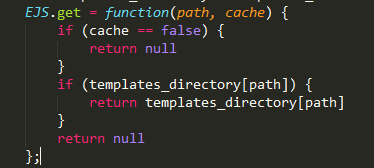 EJS.get = function(path, cache) {
    if (cache == false) {
        return null
    }
    if (templates_directory[path]) {
        return templates_directory[path]
    }
    return null
};